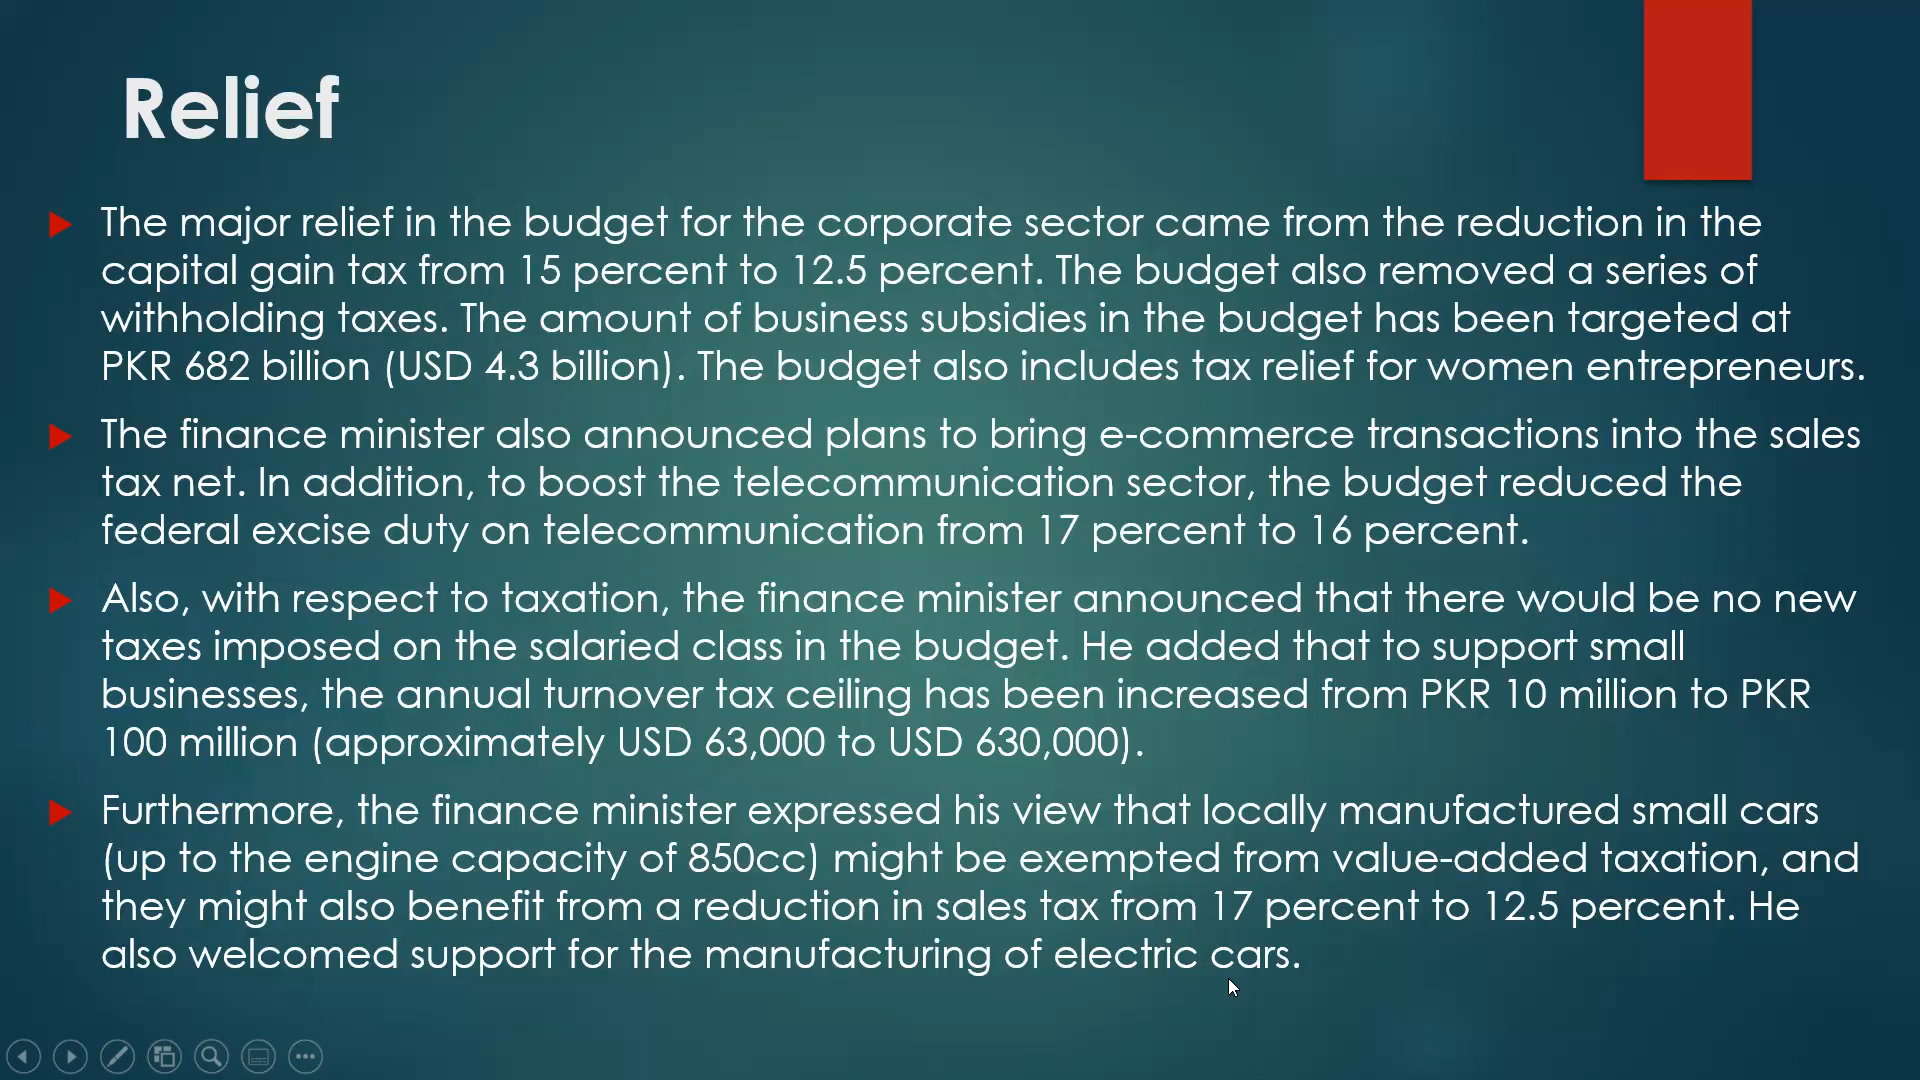 Relief
The major relief in the budget for the corporate sector came from the reduction in the
capital gain tax from 15 percent to 12.5 percent. The budget also removed a series of
withholding taxes. The amount of business subsidies in the budget has been targeted at
PKR 682 billion (USD 4.3 billion). The budget also includes tax relief for women entrepreneurs.
The finance minister also announced plans to bring e-commerce transactions into the sales
tax net. In addition, to boost the telecommunication sector, the budget reduced the
federal excise duty on telecommunication from 17 percent to 16 percent.
Also, with respect to taxation, the finance minister announced that there would be no new
taxes imposed on the salaried class in the budget. He added that to support small
businesses, the annual turnover tax ceiling has been increased from PKR 10 million to PKR
100 million (approximately USD 63,000 to USD 630,000).
Furthermore, the finance minister expressed his view that locally manufactured small cars
(up to the engine capacity of 850cc) might be exempted from value-added taxation, and
they might also benefit from a reduction in sales tax from 17 percent to 12.5 percent. He
also welcomed support for the manufacturing of electric cars.